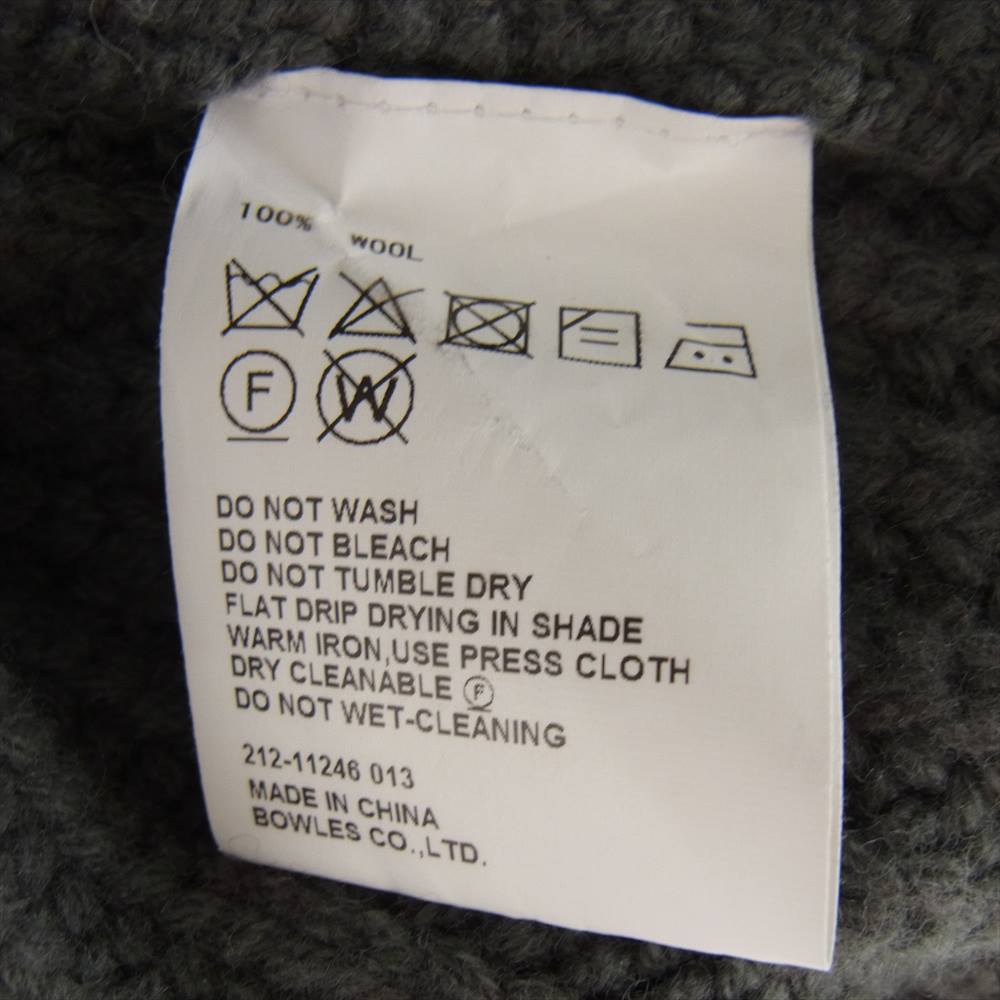 100% WOOL
F W
DO NOT WASH
DO NOT BLEACH
DO NOT TUMBLE DRY
FLAT DRIP DRYING IN SHADE
WARM IRON,USE PRESS CLOTH
DRY CLEANABLE Ⓕ
DO NOT WET-CLEANING
212-11246 013
MADE IN CHINA
BOWLES CO.,LTD.